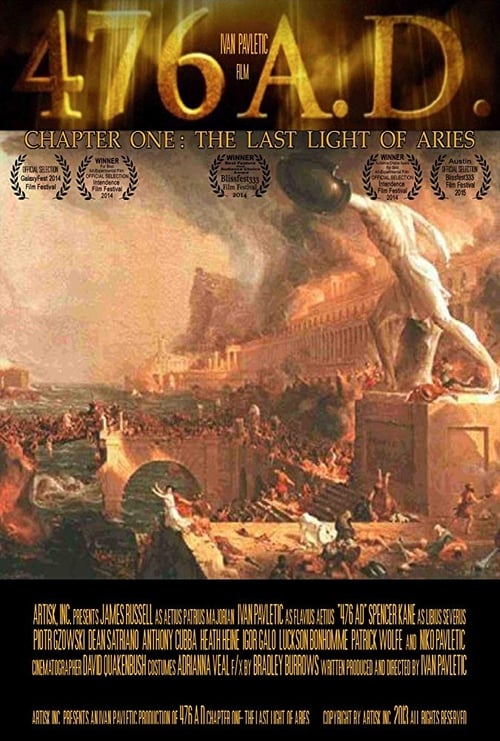 476 A.D.
IVAN PAVLETIC
FILM
CHAPTER ONE: THE LAST LIGHT OF ARIES
OFFICIAL SELECTION
GalaxyFest 2014
Film Festival
WINNER
OFFICIAL SELECTION
Intendence
Film Festival
2014
WINNER
Blissfest333
Film Festival
2014
WINNER
OFFICIAL SELECTION
Intendence
Film Festival
2014
Austin
OFFICIAL SELECTION
Blissfest333
Film Festival
2015
ARTISK, INC. PRESENTS JAMES RUSSELL AS AETIUS PATRIUS MAJORIAN IVAN PAVLETIC AS FLAVIUS AETIUS "476 AD" SPENCER KANE AS LIBIUS SEVERUS
PIOTR CZOWSKI DEAN SATRIANO ANTHONY CUBBA HEATH HEINE IGOR GALO LUCKSON BONHOMME PATRICK WOLFE AND NIKO PAVLETIC
CINEMATOGRAPHER DAVID QUAKENBUSH COSTUMES ADRIANNA VEAL F/X BY BRADLEY BURROWS WRITTEN PRODUCED AND DIRECTED BY IVAN PAVLETIC
ARTISK INC. PRESENTS AN IVAN PAVLETIC PRODUCTION OF 476 A.D CHAPTER ONE- THE LAST LIGHT OF ARIES COPYRIGHT BY ARTISK INC. 2013 ALL RIGHTS RESERVED